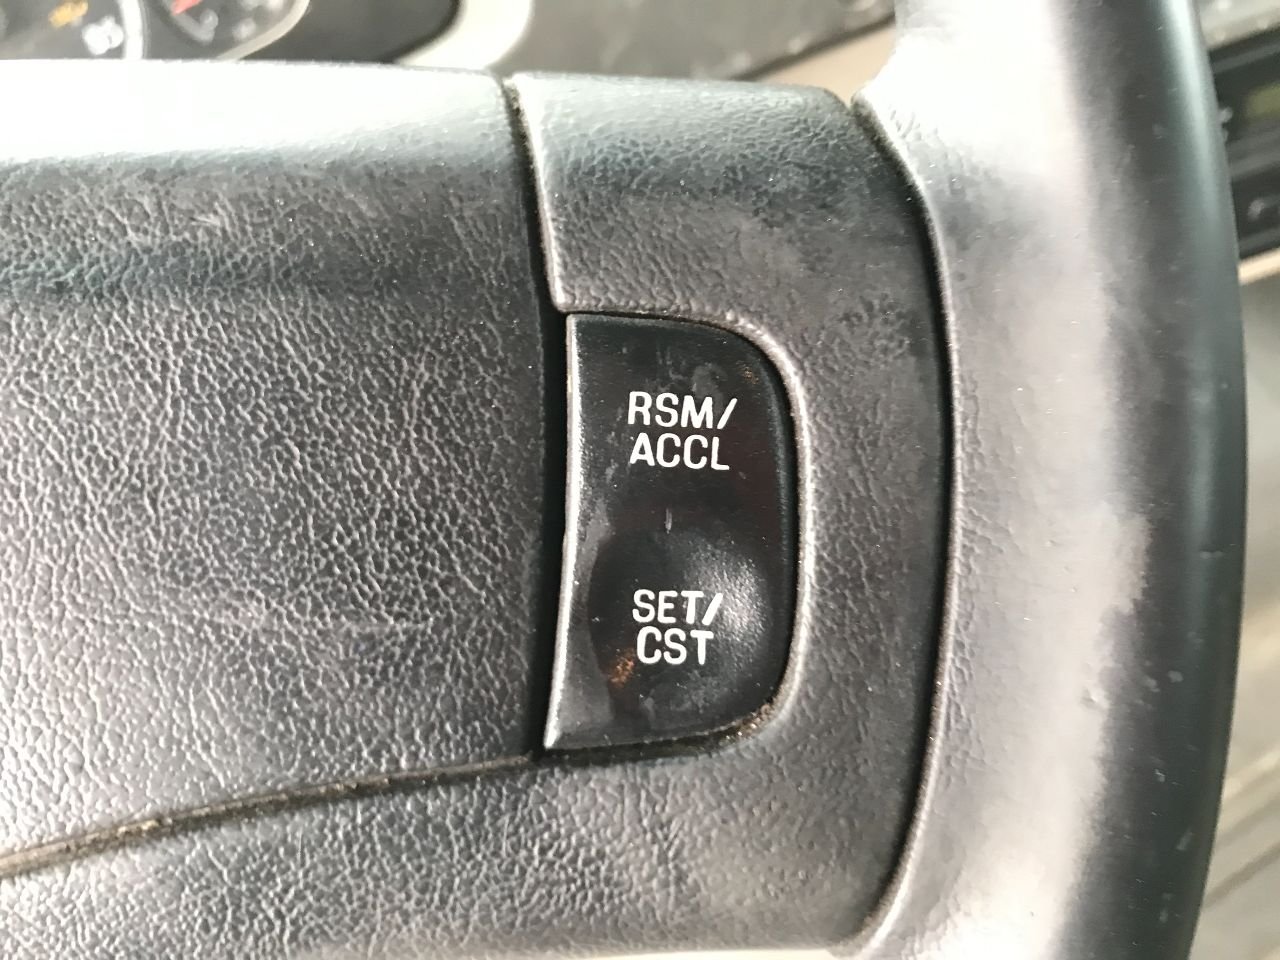 RSM/
ACCL
SET/
CST